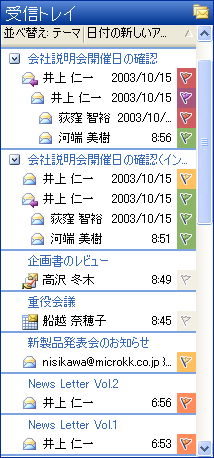 受信トレイ
並べ替え: テーマ 日付の新しいア...
会社説明会開催日の確認
井上 仁一 2003/10/15
井上 仁一 2003/10/15
荻窪 智裕 2003/10/...
河端 美樹 8:56
会社説明会開催日の確認(イン...
井上 仁一 2003/10/15
井上 仁一 2003/10/15
荻窪 智裕 2003/10/15
河端 美樹 8:51
企画書のレビュー
高沢 冬木 8:49
重役会議
船越 奈穂子 8:45
新製品発表会のお知らせ
nisikawa@microkk.co.jp
News Letter Vol.2
井上 仁一 6:56
News Letter Vol.1
井上 仁一 6:53